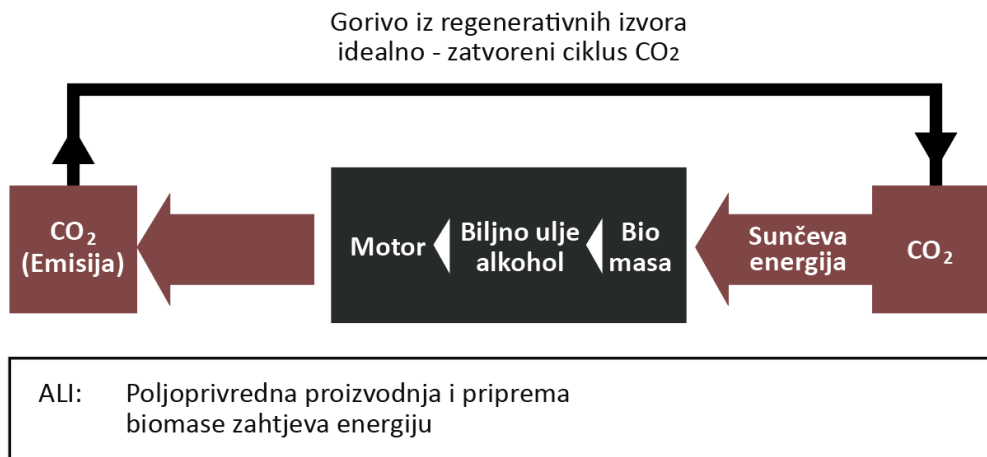 Gorivo iz regenerativnih izvora
idealno - zatvoreni ciklus CO₂
CO₂
(Emisija)
Motor
Biljno ulje
alkohol
Bio
masa
Sunčeva
energija
CO₂
ALI: Poljoprivredna proizvodnja i priprema
biomase zahtjeva energiju